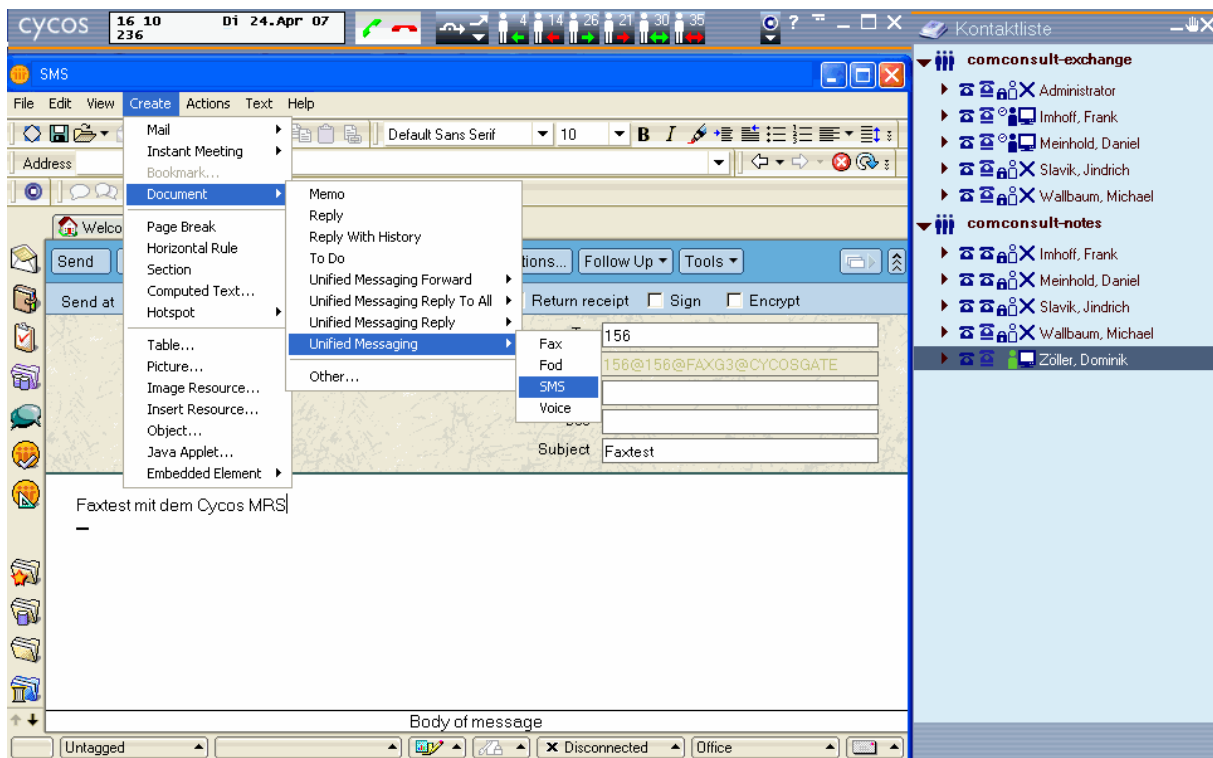 cycos
16 10 Di 24.Apr 07
236
4 14 26 21 30 35
?
Kontaktliste
SMS
File Edit View Create Actions Text Help
Default Sans Serif 10 B I
Address
Welco
Send
tions... Follow Up Tools
Send at
Return receipt Sign Encrypt
156
156@156@FAXG3@CYCOSGATE
Subject Faxtest
Mail
Instant Meeting
Bookmark...
Document
Page Break
Horizontal Rule
Section
Computed Text...
Hotspot
Table...
Picture...
Image Resource...
Insert Resource...
Object...
Java Applet...
Embedded Element
Memo
Reply
Reply With History
To Do
Unified Messaging Forward
Unified Messaging Reply To All
Unified Messaging Reply
Unified Messaging
Other...
Fax
Fod
SMS
Voice
Faxtest mit dem Cycos MRS
Body of message
Untagged
Disconnected
Office
comconsult-exchange
Administrator
Imhoff, Frank
Meinhold, Daniel
Slavik, Jindrich
Wallbaum, Michael
comconsult-notes
Imhoff, Frank
Meinhold, Daniel
Slavik, Jindrich
Wallbaum, Michael
Zöller, Dominik